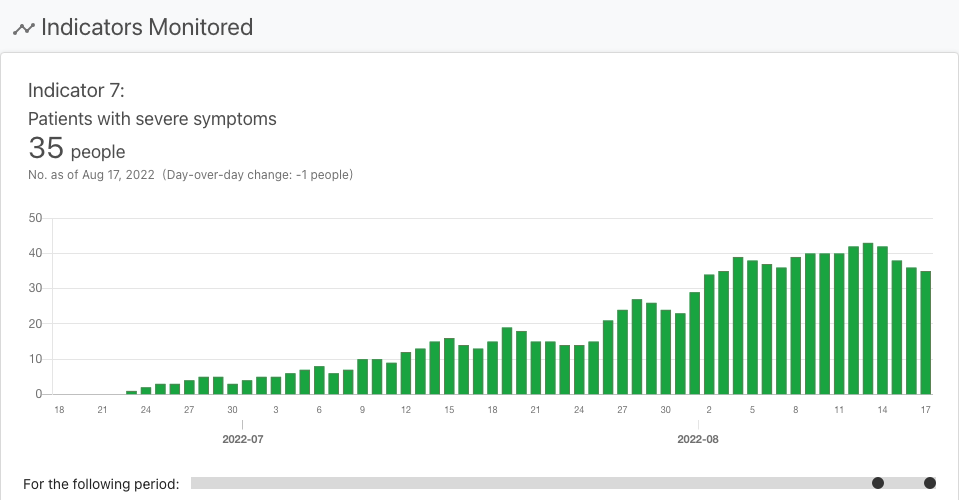 Indicators Monitored
Indicator 7:
Patients with severe symptoms
35 people
No. as of Aug 17, 2022 (Day-over-day change: -1 people)
50
40
30
20
10
0
18 21 24 27 30 3 6 9 12 15 18 21 24 27 30 2 5 8 11 14 17
2022-07 2022-08
For the following period: